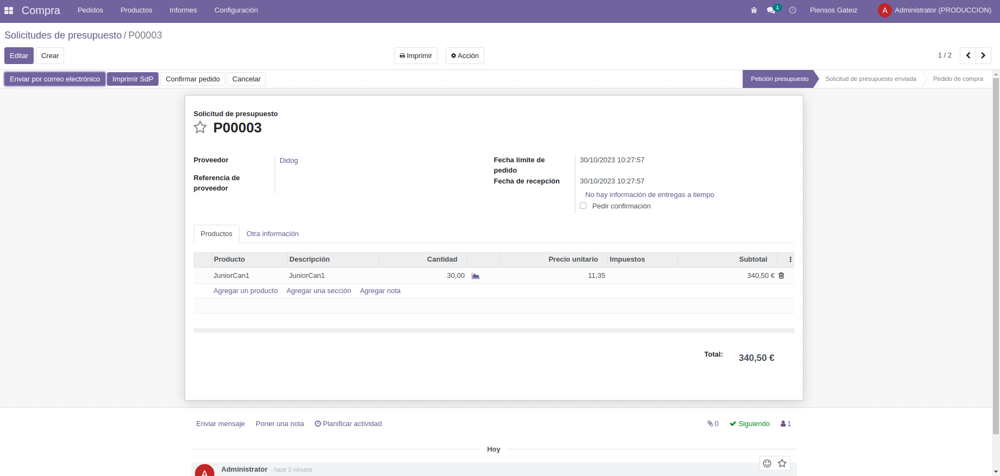 Compra Pedidos Productos Informes Configuración 1 Piensos Gateiz A Administrator (PRODUCCION)
Solicitudes de presupuesto / P00003
Editar Crear Imprimir Acción 1 / 2
Enviar por correo electrónico Imprimir SdP Confirmar pedido Cancelar Petición presupuesto Solicitud de presupuesto enviada Pedido de compra
Solicitud de presupuesto
P00003
Proveedor Didog
Referencia de
proveedor
Fecha límite de
pedido 30/10/2023 10:27:57
Fecha de recepción 30/10/2023 10:27:57
No hay información de entregas a tiempo
Pedir confirmación
Productos Otra información
Producto Descripción Cantidad Precio unitario Impuestos Subtotal
JuniorCan1 JuniorCan1 30,00 11,35 340,50 €
Agregar un producto Agregar una sección Agregar nota
Total: 340,50 €
Enviar mensaje Poner una nota Planificar actividad 0 Siguiendo 1
Hoy
A Administrator - hace 3 minutos